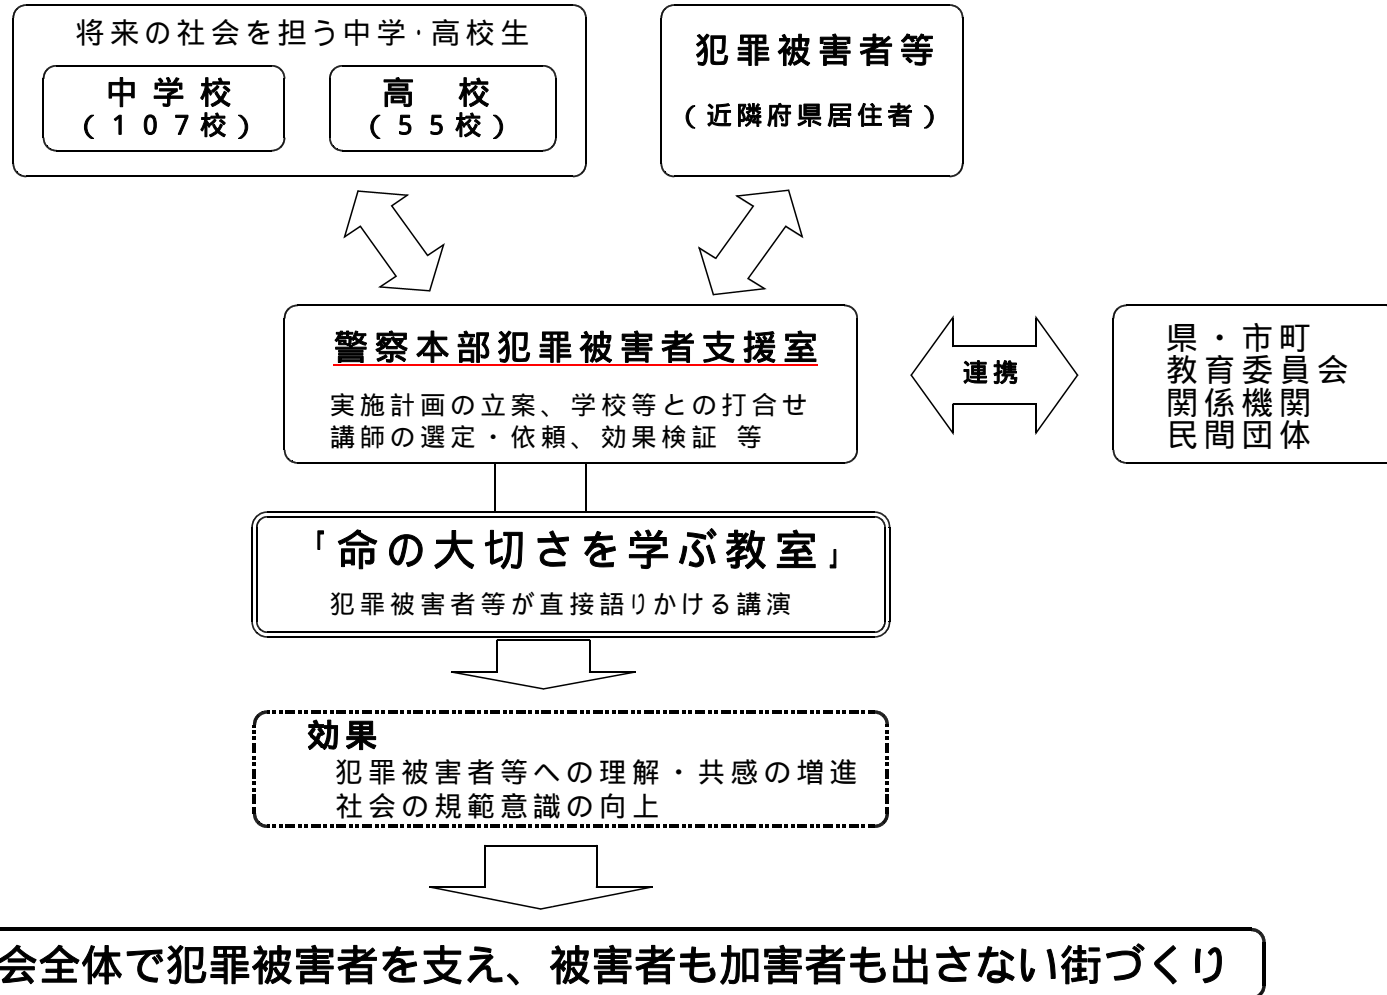 将来の社会を担う中学・高校生
中学校
（１０７校）
高　校
（５５校）
犯罪被害者等
（近隣府県居住者）
警察本部犯罪被害者支援室
実施計画の立案、学校等との打合せ
講師の選定・依頼、効果検証　等
連携
県・市町
教育委員会
関係機関
民間団体
「命の大切さを学ぶ教室」
犯罪被害者等が直接語りかける講演
効果
犯罪被害者等への理解・共感の増進
社会の規範意識の向上
会全体で犯罪被害者を支え、被害者も加害者も出さない街づくり